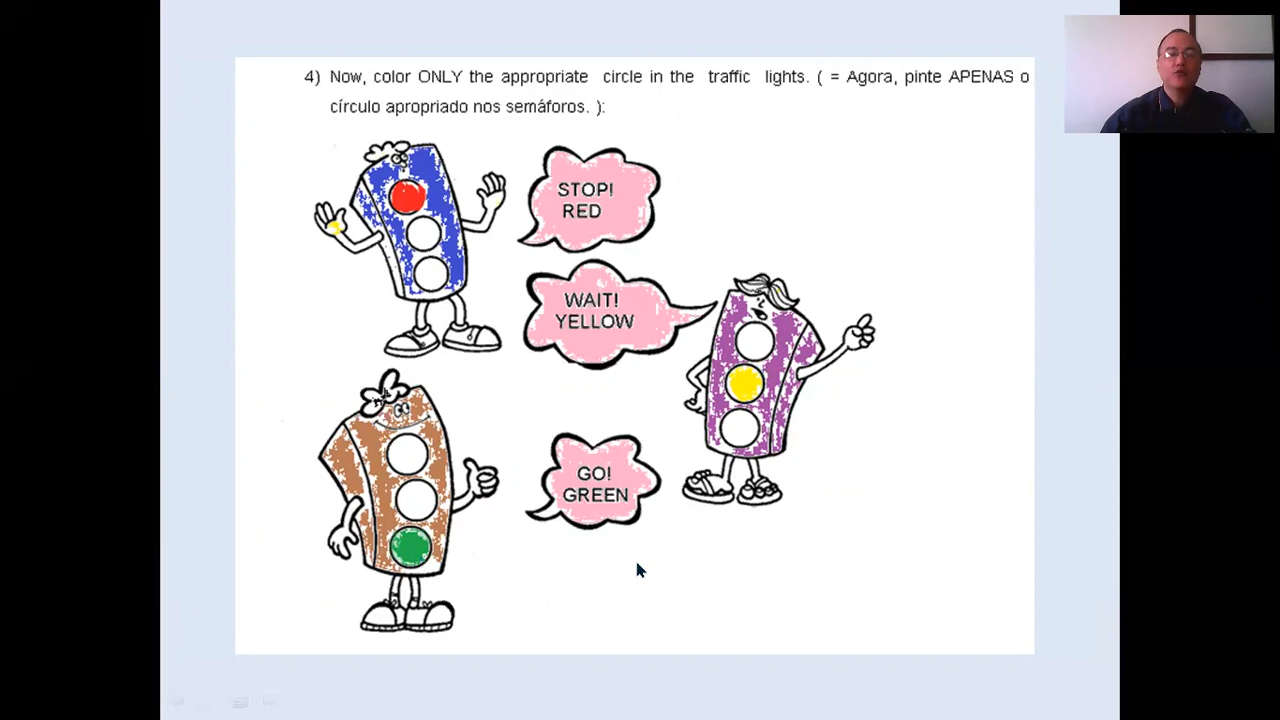 4) Now, color ONLY the appropriate circle in the traffic lights. ( = Agora, pinte APENAS o
círculo apropriado nos semáforos. ):
STOP!
RED
WAIT!
YELLOW
GO!
GREEN